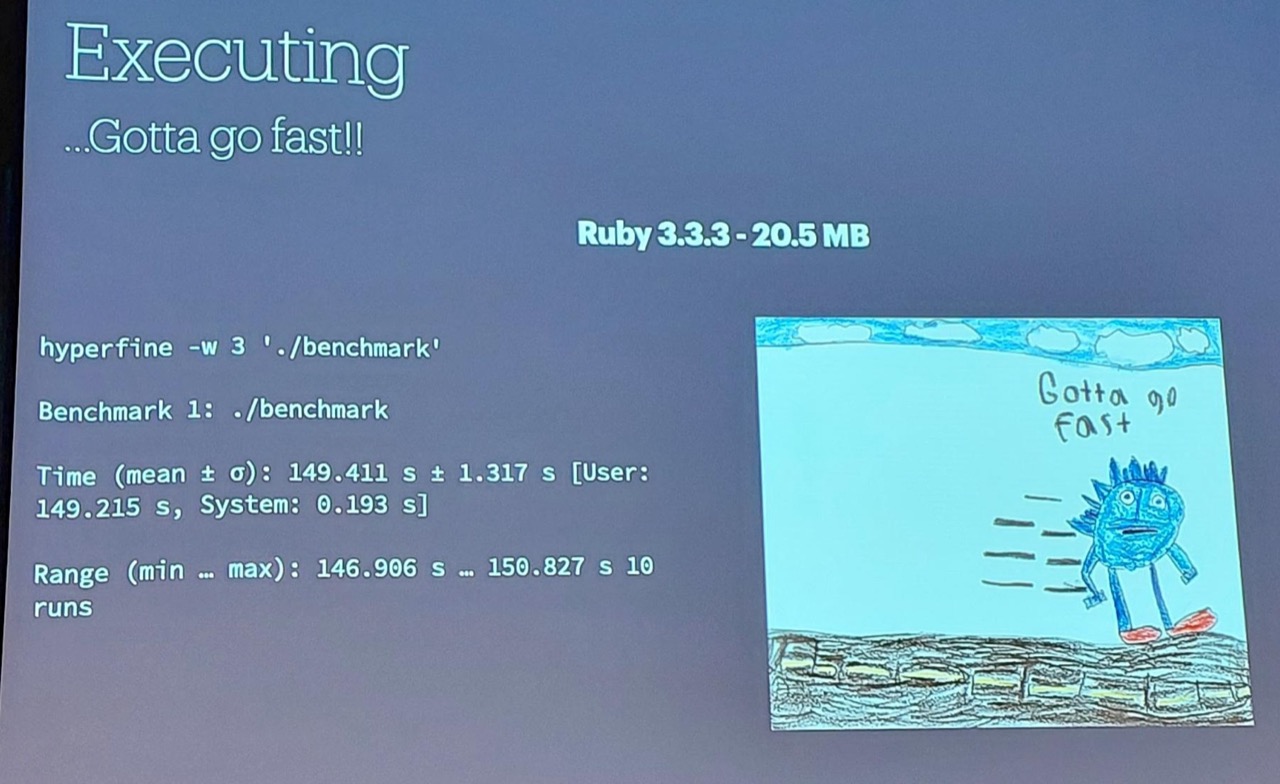 Executing
...Gotta go fast!!
Ruby 3.3.3 - 20.5 MB
hyperfine -w 3 './benchmark'
Benchmark 1: ./benchmark
Time (mean ± σ): 149.411 s ± 1.317 s [User:
149.215 s, System: 0.193 s]
Range (min … max): 146.906 s … 150.827 s 10
runs
Gotta go
fast